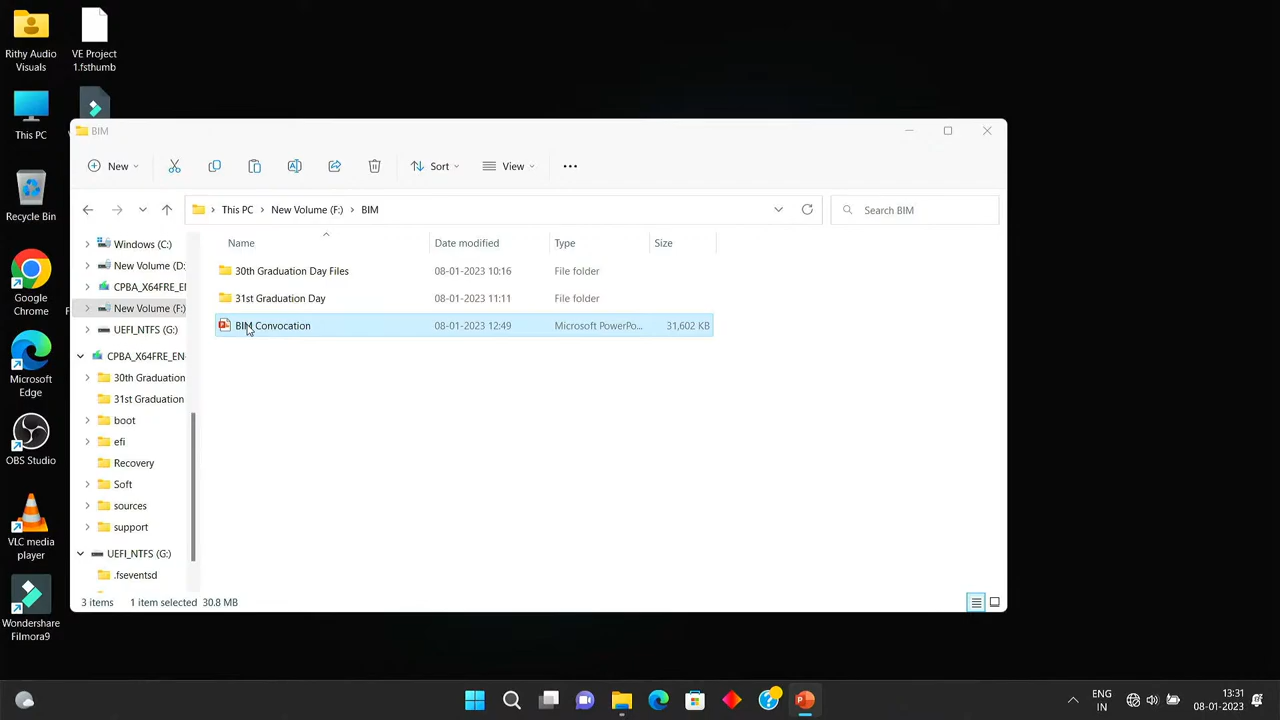 Rithy Audio
Visuals
VE Project
1.fsthumb
This PC
Recycle Bin
Google
Chrome
Microsoft
Edge
OBS Studio
VLC media
player
Wondershare
Filmora9
BIM
New
Sort
View
This PC
New Volume (F:)
BIM
Search BIM
Name
Date modified
Type
Size
Windows (C:)
New Volume (D:
CPBA_X64FRE_EN
New Volume (F:)
UEFI_NTFS (G:)
CPBA_X64FRE_EN-
30th Graduation
31st Graduation
boot
efi
Recovery
Soft
sources
support
UEFI_NTFS (G:)
.fseventsd
30th Graduation Day Files 08-01-2023 10:16 File folder
31st Graduation Day 08-01-2023 11:11 File folder
BIM Convocation 08-01-2023 12:49 Microsoft PowerPo... 31,602 KB
3 items 1 item selected 30.8 MB
ENG
IN
13:31
08-01-2023